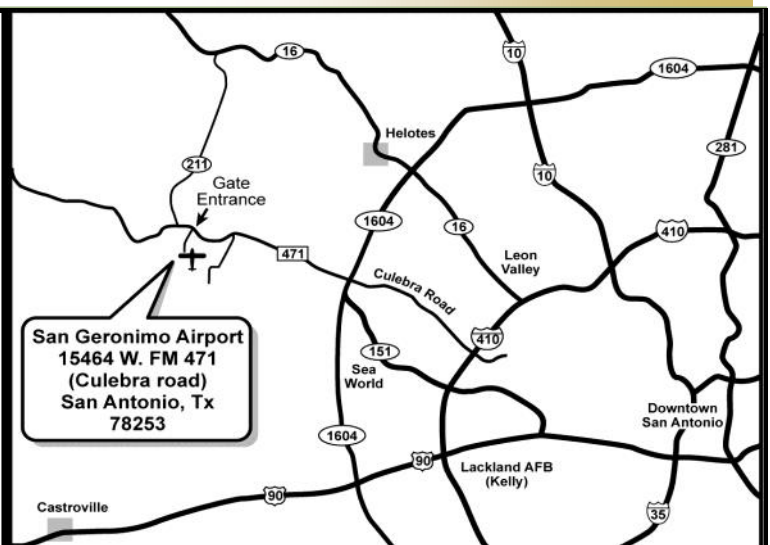 16
10
1604
Helotes
281
211
10
Gate
Entrance
1604
16
410
471
Leon
Valley
Culebra Road
San Geronimo Airport
15464 W. FM 471
(Culebra road)
San Antonio, Tx
78253
410
151
Sea
World
Downtown
San Antonio
1604
90
Lackland AFB
(Kelly)
90
Castroville
35